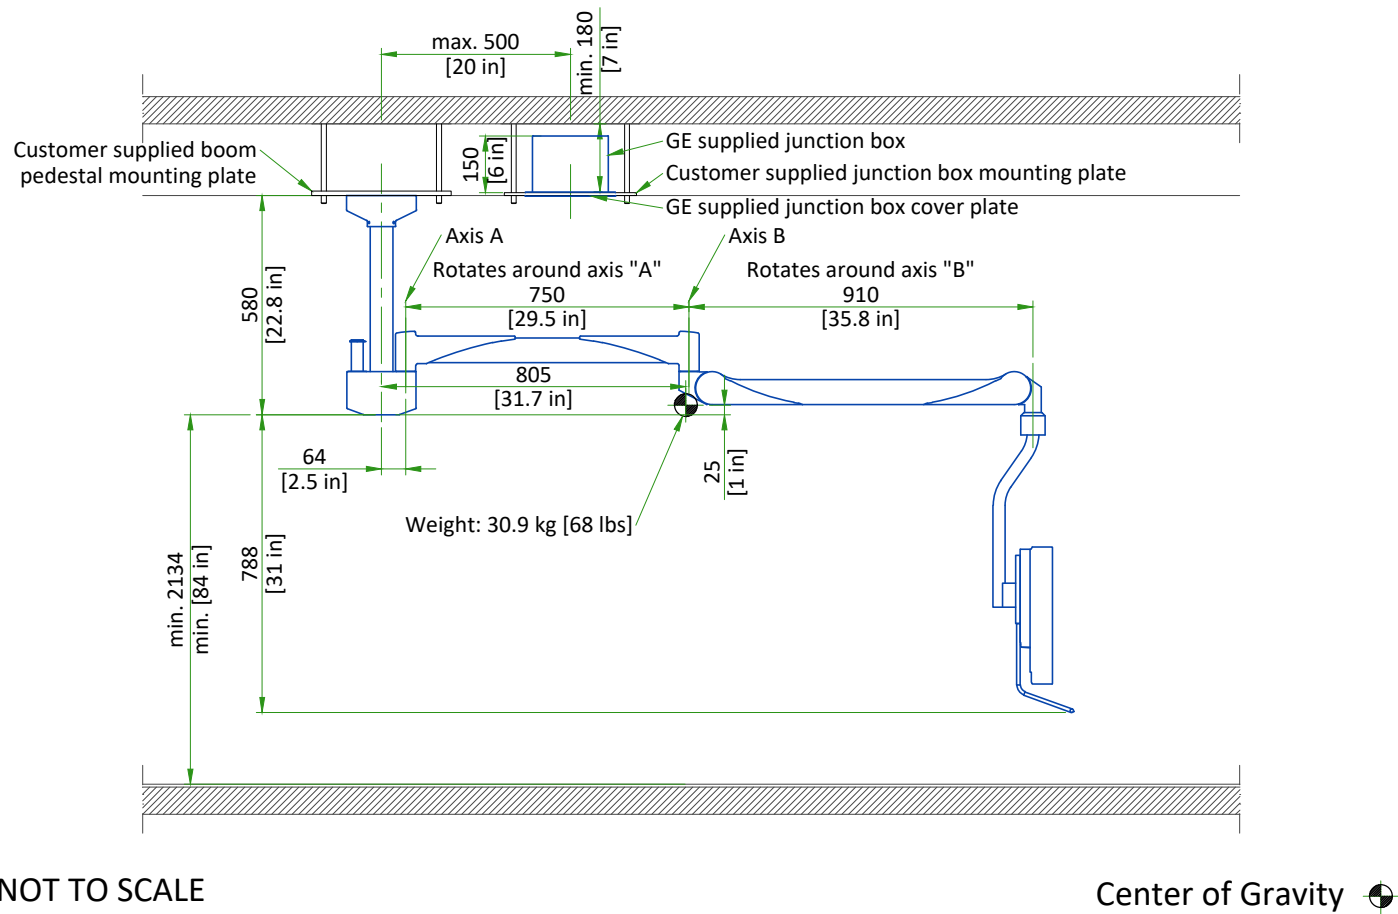 max. 500
[20 in]
min. 180
[7 in]
Customer supplied boom
pedestal mounting plate
150
[6 in]
GE supplied junction box
Customer supplied junction box mounting plate
GE supplied junction box cover plate
Axis A
Axis B
Rotates around axis "A"
Rotates around axis "B"
750
[29.5 in]
910
[35.8 in]
580
[22.8 in]
805
[31.7 in]
64
[2.5 in]
25
[1 in]
Weight: 30.9 kg [68 lbs]
788
[31 in]
min. 2134
min. [84 in]
NOT TO SCALE
Center of Gravity